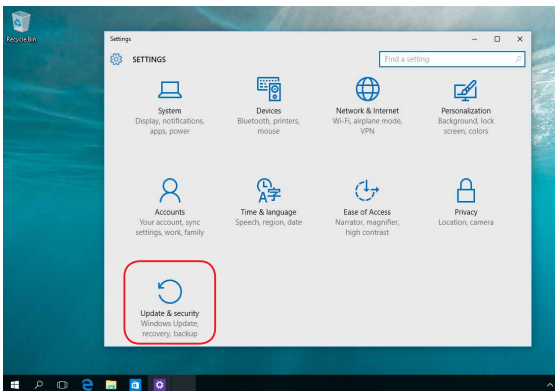 Recycle Bin
Settings
SETTINGS
Find a setting
System
Display, notifications,
apps, power
Devices
Bluetooth, printers,
mouse
Network & Internet
Wi-Fi, airplane mode,
VPN
Personalization
Background, lock
screen, colors
Accounts
Your account, sync
settings, work, family
Time & language
Speech, region, date
Ease of Access
Narrator, magnifier,
high contrast
Privacy
Location, camera
Update & security
Windows Update,
recovery, backup